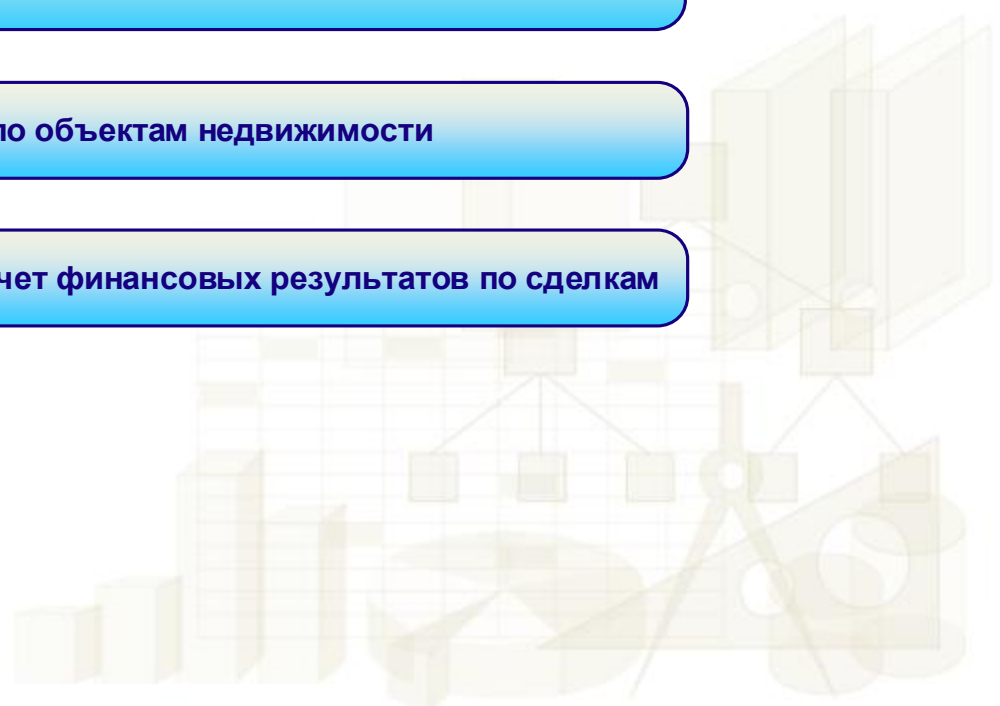 по объектам недвижимости
чет финансовых результатов по сделкам